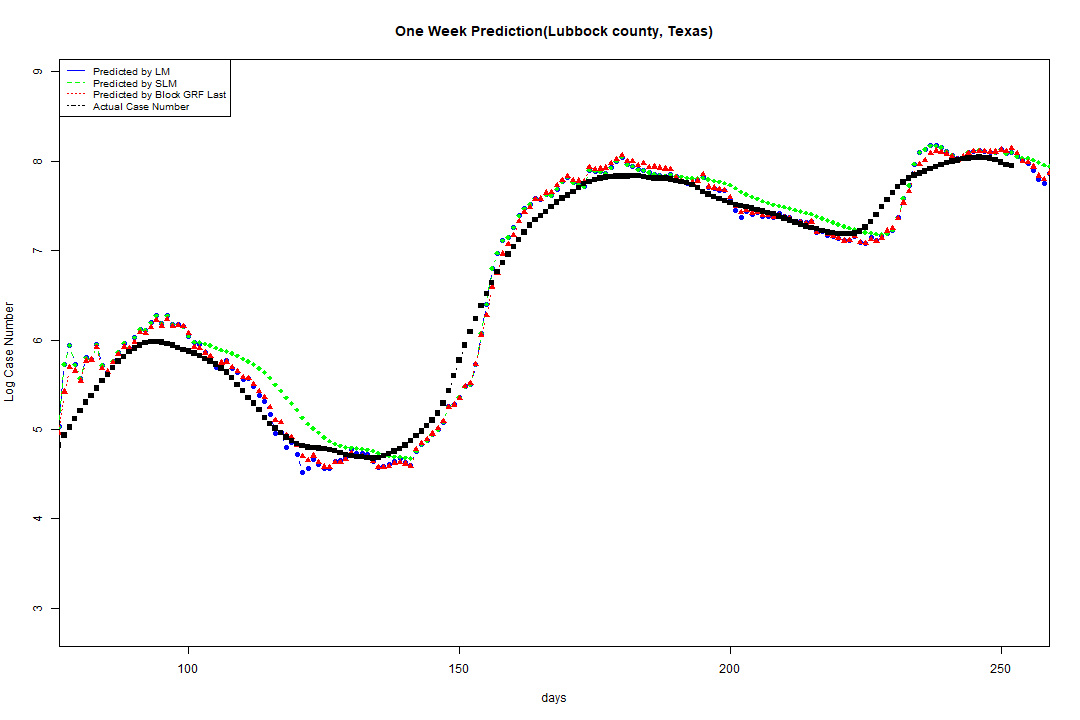 One Week Prediction(Lubbock county, Texas)
Predicted by LM
Predicted by SLM
Predicted by Block GRF Last
Actual Case Number
9
8
7
6
5
4
3
Log Case Number
100
150
200
250
days